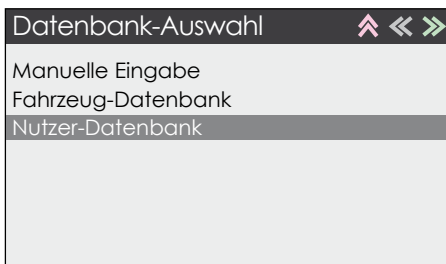 Datenbank-Auswahl
Manuelle Eingabe
Fahrzeug-Datenbank
Nutzer-Datenbank